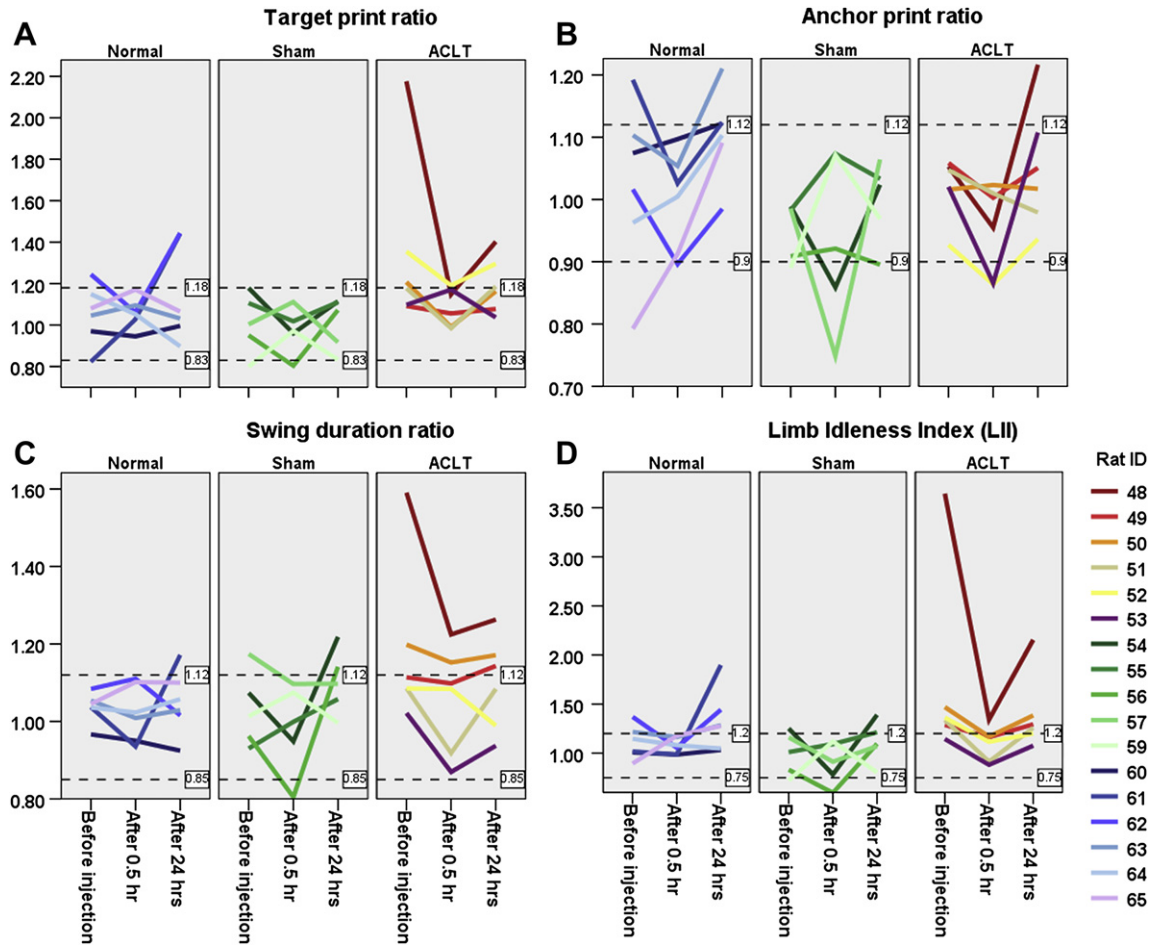 A
Target print ratio
Normal
Sham
ACLT
2.20
2.00
1.80
1.60
1.40
1.20
1.00
0.80
1.18
0.83
1.18
0.83
1.18
0.83
B
Anchor print ratio
Normal
Sham
ACLT
1.20
1.10
1.00
0.90
0.80
0.70
1.12
0.9
1.12
0.9
1.12
0.9
C
Swing duration ratio
Normal
Sham
ACLT
1.60
1.40
1.20
1.00
0.80
1.12
0.85
1.12
0.85
1.12
0.85
Before injection
After 0.5 hr
After 24 hrs
Before injection
After 0.5 hr
After 24 hrs
Before injection
After 0.5 hr
After 24 hrs
D
Limb Idleness Index (LII)
Normal
Sham
ACLT
3.50
3.00
2.50
2.00
1.50
1.00
1.2
0.75
1.2
0.75
1.2
0.75
Before injection
After 0.5 hr
After 24 hrs
Before injection
After 0.5 hr
After 24 hrs
Before injection
After 0.5 hr
After 24 hrs
Rat ID
48
49
50
51
52
53
54
55
56
57
59
60
61
62
63
64
65